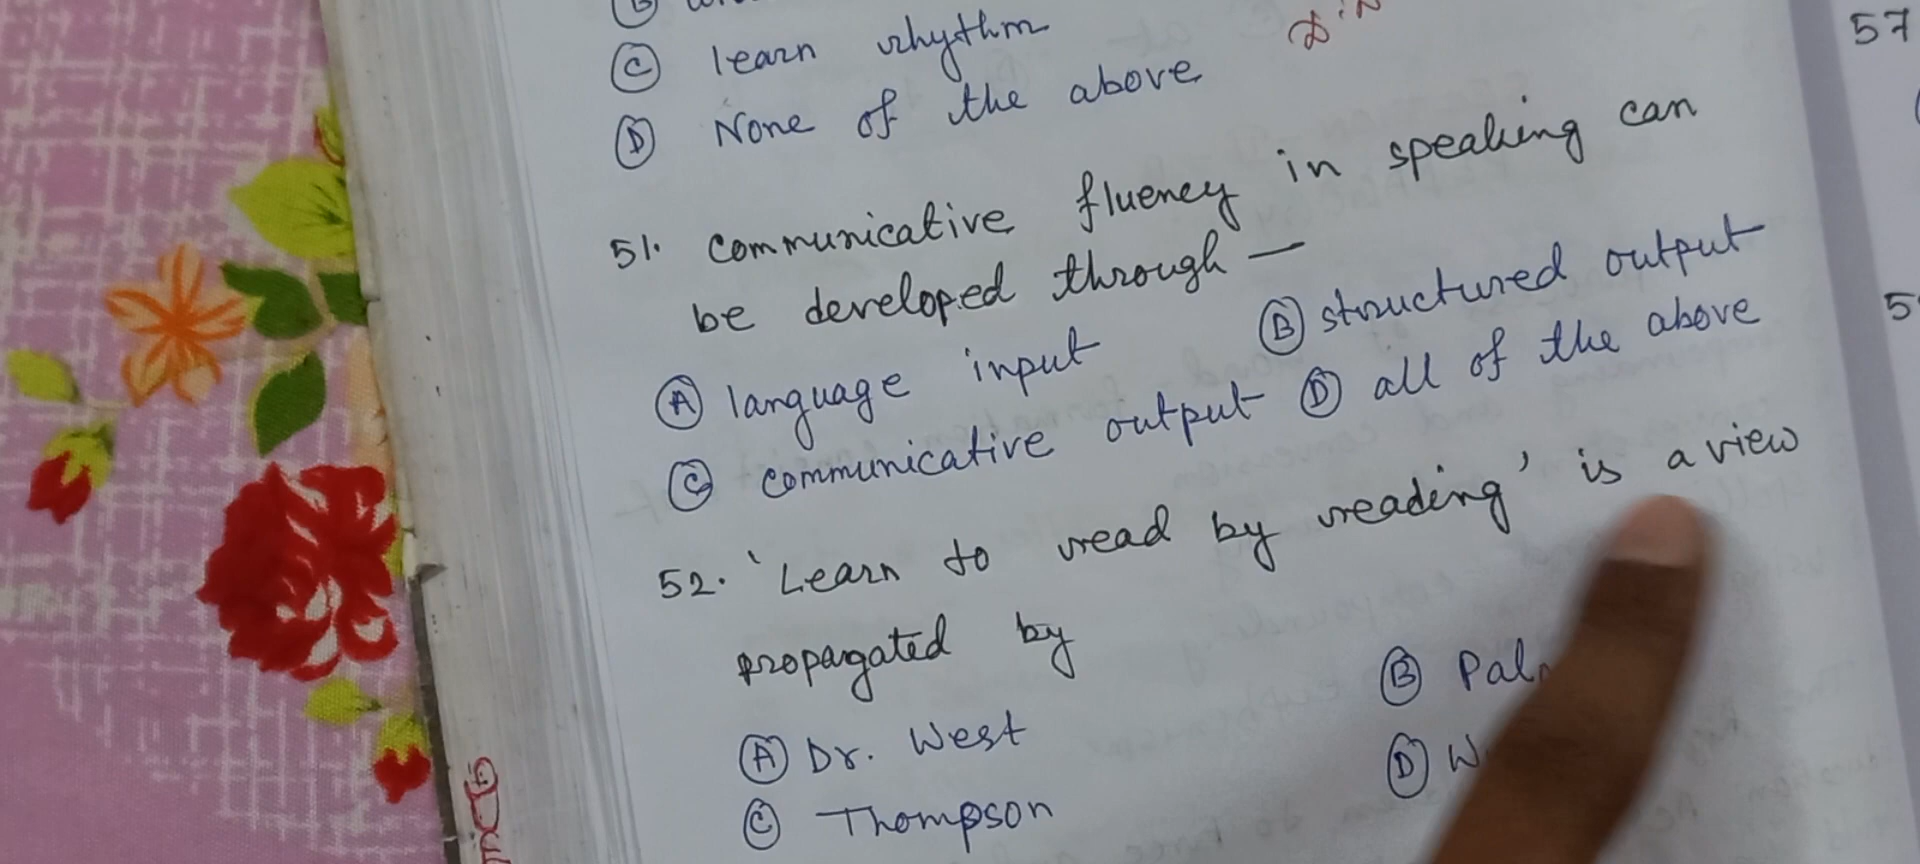 C learn rhythm
D None of the above
51. Communicative fluency in speaking can
be developed through —
A language input B structured output
C communicative output D all of the above
52. 'Learn to read by reading' is a view
propagated by
A Dr. West B
C Thompson D
57